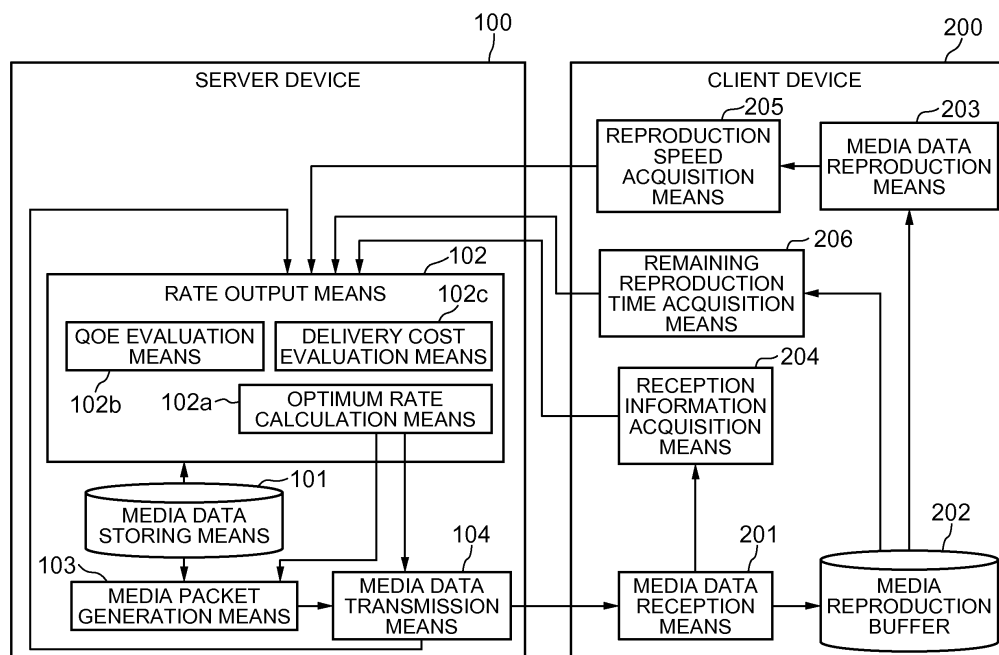 100
SERVER DEVICE
102
RATE OUTPUT MEANS
102c
QOE EVALUATION
MEANS
DELIVERY COST
EVALUATION MEANS
102b
102a
OPTIMUM RATE
CALCULATION MEANS
101
MEDIA DATA
STORING MEANS
103
MEDIA PACKET
GENERATION MEANS
104
MEDIA DATA
TRANSMISSION
MEANS
200
CLIENT DEVICE
205
REPRODUCTION
SPEED
ACQUISITION
MEANS
203
MEDIA DATA
REPRODUCTION
MEANS
206
REMAINING
REPRODUCTION
TIME ACQUISITION
MEANS
204
RECEPTION
INFORMATION
ACQUISITION
MEANS
201
MEDIA DATA
RECEPTION
MEANS
202
MEDIA
REPRODUCTION
BUFFER